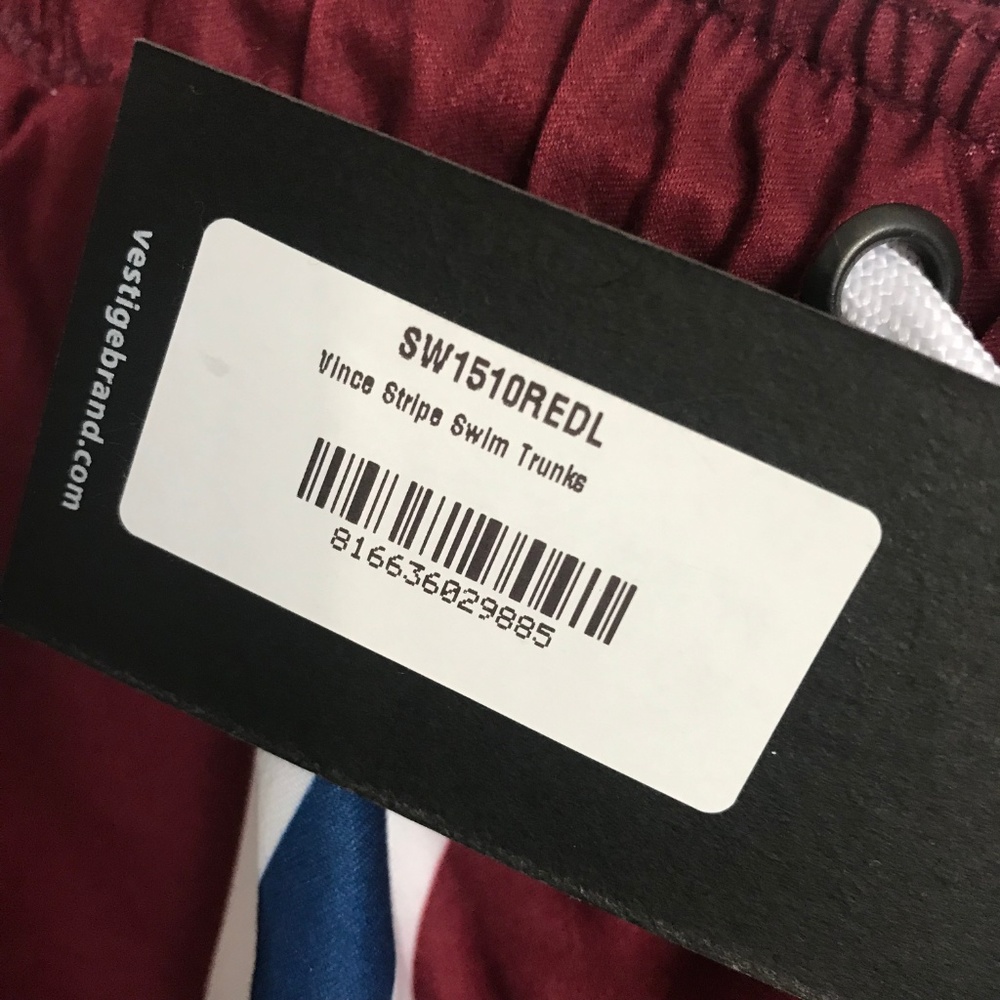 vestigebrand.com
SW1510REDL
Vince Stripe Swim Trunks
816636029885